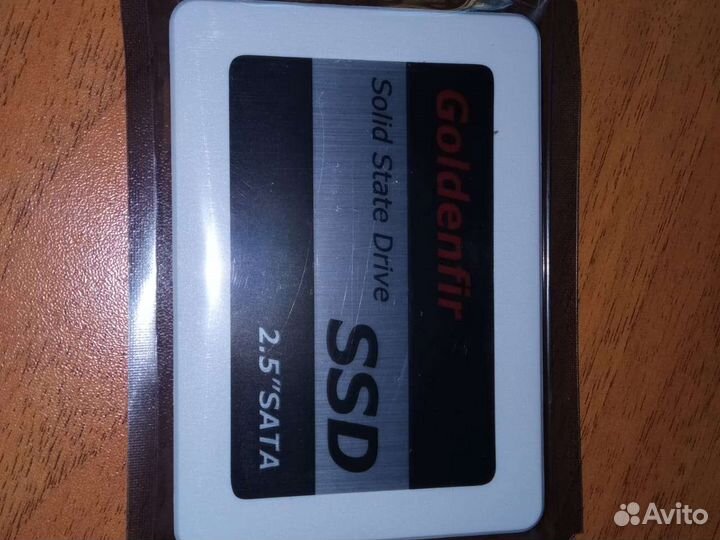 Goldenfir
Solid State Drive
SSD
2.5"SATA
Avito